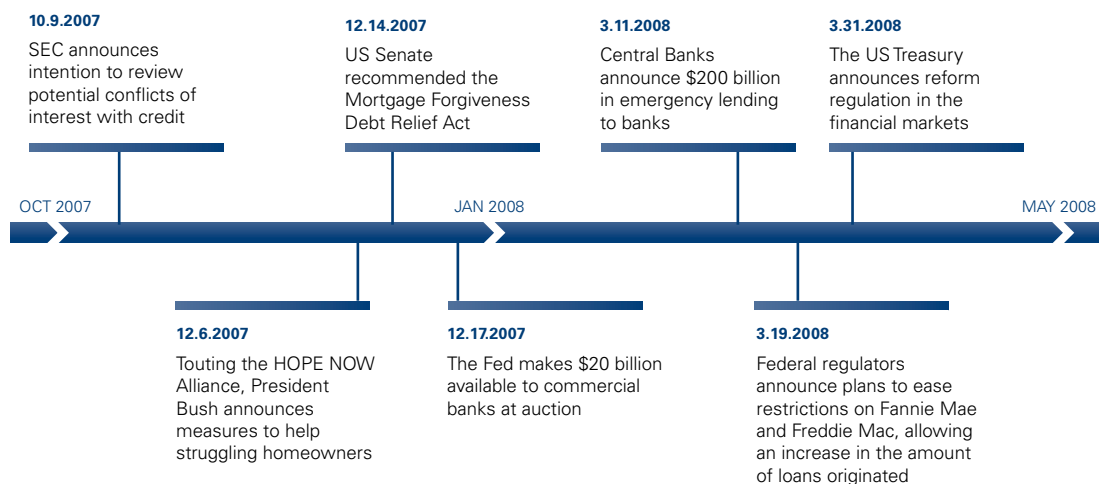 10.9.2007
SEC announces
intention to review
potential conflicts of
interest with credit
12.14.2007
US Senate
recommended the
Mortgage Forgiveness
Debt Relief Act
3.11.2008
Central Banks
announce $200 billion
in emergency lending
to banks
3.31.2008
The US Treasury
announces reform
regulation in the
financial markets
OCT 2007
JAN 2008
MAY 2008
12.6.2007
Touting the HOPE NOW
Alliance, President
Bush announces
measures to help
struggling homeowners
12.17.2007
The Fed makes $20 billion
available to commercial
banks at auction
3.19.2008
Federal regulators
announce plans to ease
restrictions on Fannie Mae
and Freddie Mac, allowing
an increase in the amount
of loans originated